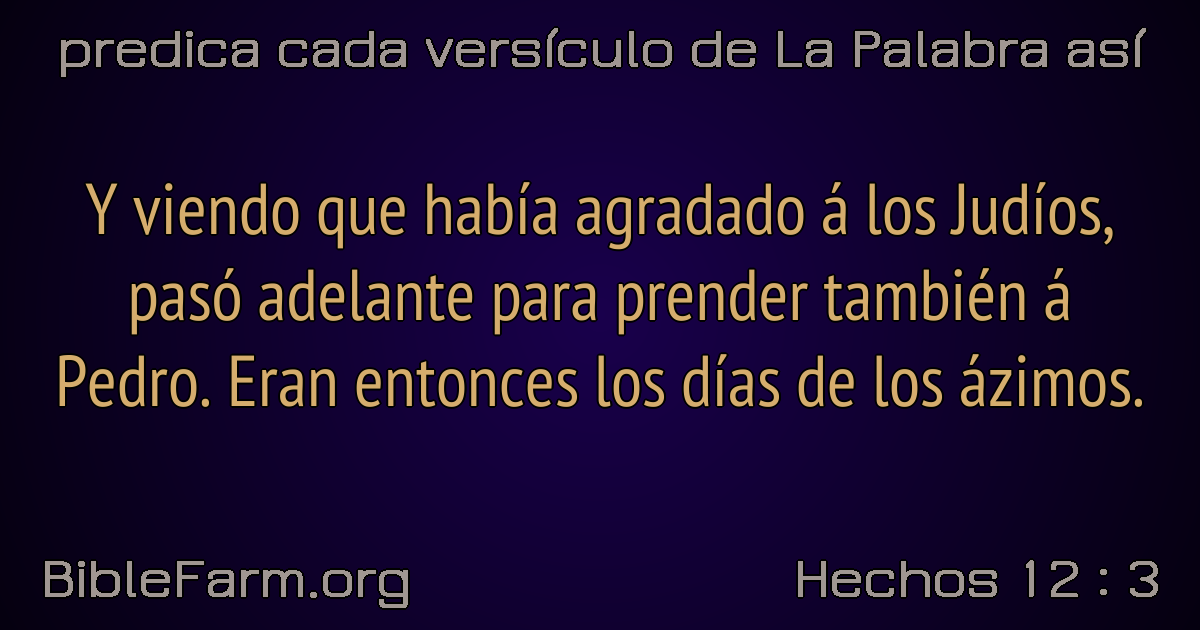 predica cada versículo de La Palabra así
Y viendo que había agradado á los Judíos,
pasó adelante para prender también á
Pedro. Eran entonces los días de los ázimos.
BibleFarm.org
Hechos 12 : 3